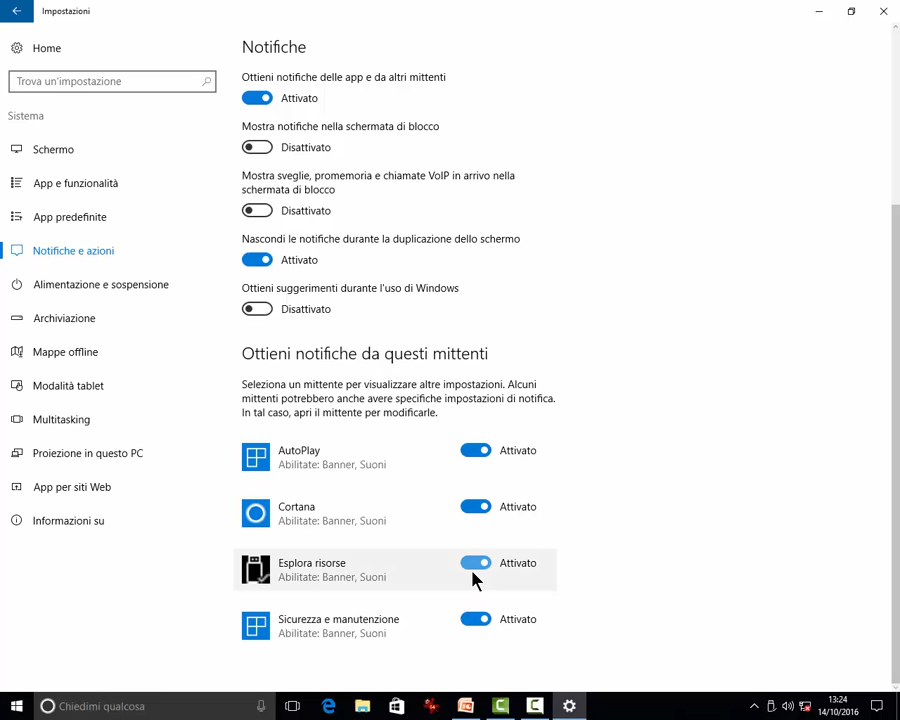 Impostazioni
Home
Trova un'impostazione
Sistema
Schermo
App e funzionalità
App predefinite
Notifiche e azioni
Alimentazione e sospensione
Archiviazione
Mappe offline
Modalità tablet
Multitasking
Proiezione in questo PC
App per siti Web
Informazioni su
Notifiche
Ottieni notifiche delle app e da altri mittenti
Attivato
Mostra notifiche nella schermata di blocco
Disattivato
Mostra sveglie, promemoria e chiamate VoIP in arrivo nella
schermata di blocco
Disattivato
Nascondi le notifiche durante la duplicazione dello schermo
Attivato
Ottieni suggerimenti durante l'uso di Windows
Disattivato
Ottieni notifiche da questi mittenti
Seleziona un mittente per visualizzare altre impostazioni. Alcuni
mittenti potrebbero anche avere specifiche impostazioni di notifica.
In tal caso, apri il mittente per modificarle.
AutoPlay Attivato
Abilitate: Banner, Suoni
Cortana Attivato
Abilitate: Banner, Suoni
Esplora risorse Attivato
Abilitate: Banner, Suoni
Sicurezza e manutenzione Attivato
Abilitate: Banner, Suoni
Chiedimi qualcosa
13:24
14/10/2016